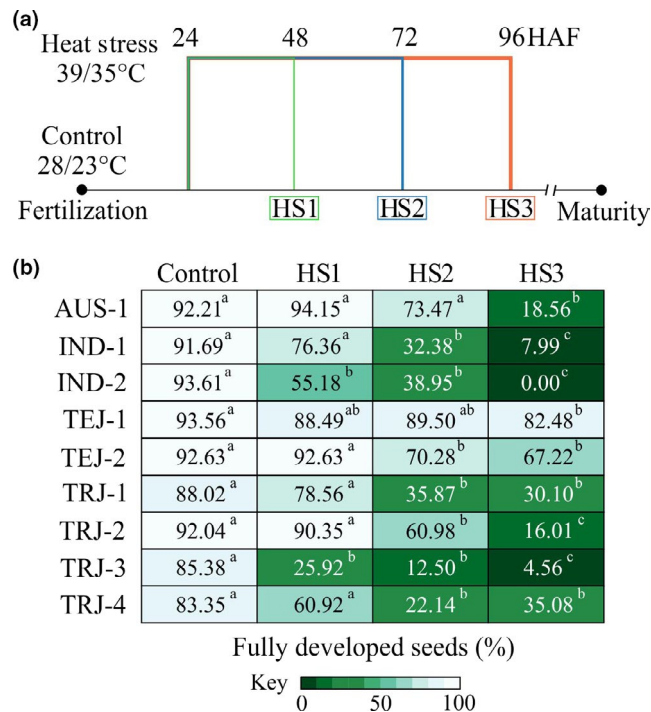 (a)
Heat stress 24 48 72 96HAF
39/35°C
Control
28/23°C
Fertilization HS1 HS2 HS3 Maturity
(b)
Control HS1 HS2 HS3
AUS-1 92.21a 94.15a 73.47a 18.56b
IND-1 91.69a 76.36a 32.38b 7.99c
IND-2 93.61a 55.18b 38.95b 0.00c
TEJ-1 93.56a 88.49ab 89.50ab 82.48b
TEJ-2 92.63a 92.63a 70.28b 67.22b
TRJ-1 88.02a 78.56a 35.87b 30.10b
TRJ-2 92.04a 90.35a 60.98b 16.01c
TRJ-3 85.38a 25.92b 12.50b 4.56c
TRJ-4 83.35a 60.92a 22.14b 35.08b
Fully developed seeds (%)
Key
0 50 100